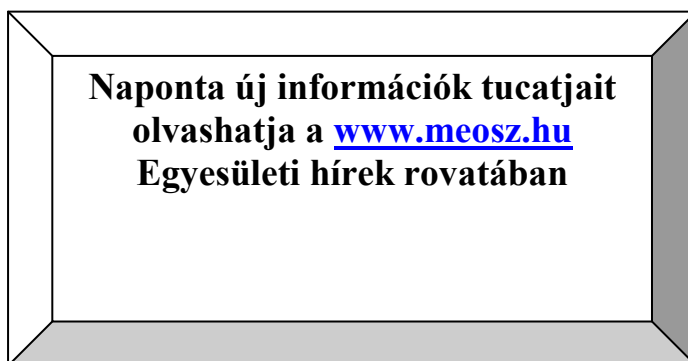 Naponta új információk tucatjait
olvashatja a www.meosz.hu
Egyesületi hírek rovatában